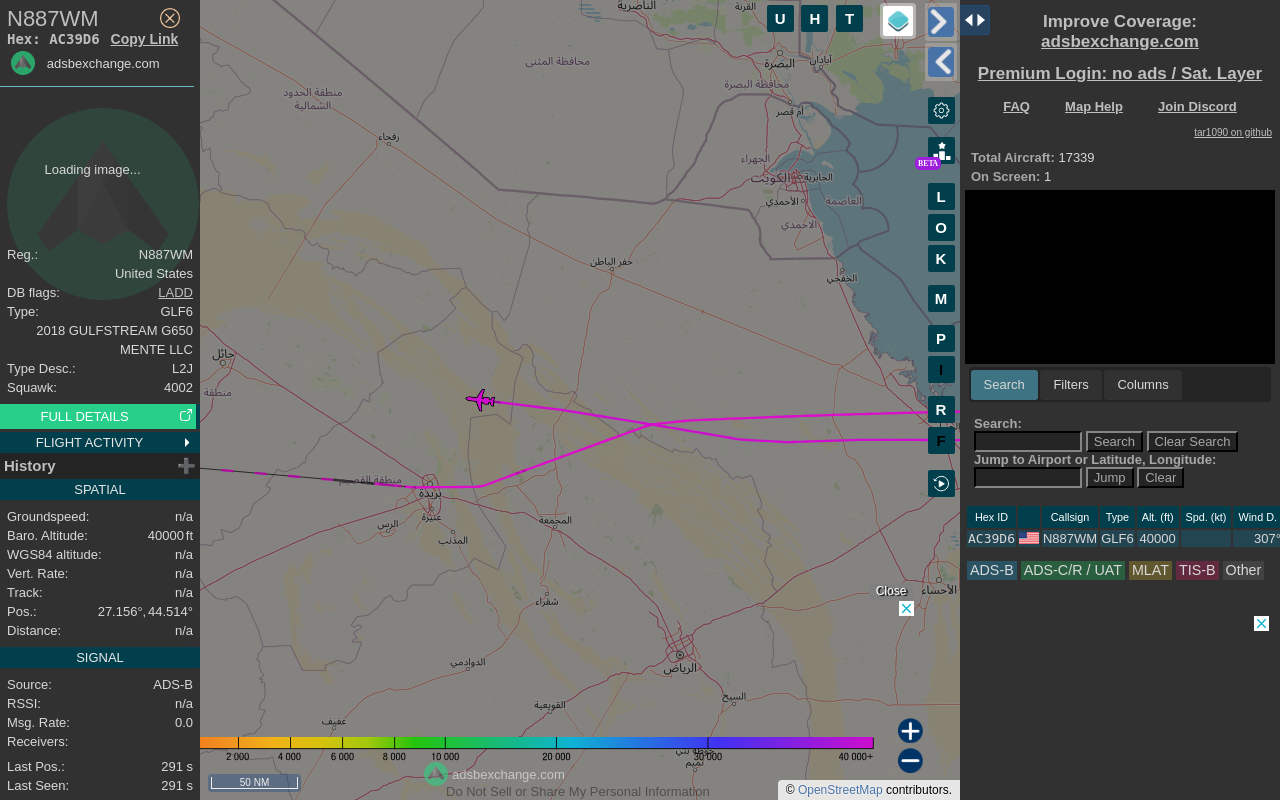 N887WM
Hex: AC39D6 Copy Link
adsbexchange.com
Loading image...
Reg.: N887WM
United States
DB flags: LADD
Type: GLF6
2018 GULFSTREAM G650
MENTE LLC
Type Desc.: L2J
Squawk: 4002
FULL DETAILS
FLIGHT ACTIVITY
History
SPATIAL
Groundspeed: n/a
Baro. Altitude: 40000 ft
WGS84 altitude: n/a
Vert. Rate: n/a
Track: n/a
Pos.: 27.156°, 44.514°
Distance: n/a
SIGNAL
Source: ADS-B
RSSI: n/a
Msg. Rate: 0.0
Receivers:
Last Pos.: 291 s
Last Seen: 291 s
الناصرية
القرنة
محافظة المثنى
البصرة
آبادان
محافظة البصرة
أم قصر
منطقة الحدود
الشمالية
رفحاء
الجهراء
الكويت
الجابرية
الأحمدي
العاصمة
الاحمدي
حفر الباطن
الخفجي
حائل
منطقة
بريدة
عنيزة
الرس
المذنب
المجمعة
شقراء
الأحساء
الرياض
الدوادمي
السيح
القويعية
عفيف
تميم
U H T
BETA
L
O
K
M
P
I
R
F
Close
2 000 4 000 6 000 8 000 10 000 20 000 30 000 40 000+
50 NM
adsbexchange.com
Do Not Sell or Share My Personal Information
© OpenStreetMap contributors.
Improve Coverage:
adsbexchange.com
Premium Login: no ads / Sat. Layer
FAQ Map Help Join Discord
tar1090 on github
Total Aircraft: 17339
On Screen: 1
Search Filters Columns
Search:
Search Clear Search
Jump to Airport or Latitude, Longitude:
Jump Clear
Hex ID Callsign Type Alt. (ft) Spd. (kt) Wind D.
AC39D6 N887WM GLF6 40000 307°
ADS-B ADS-C/R / UAT MLAT TIS-B Other